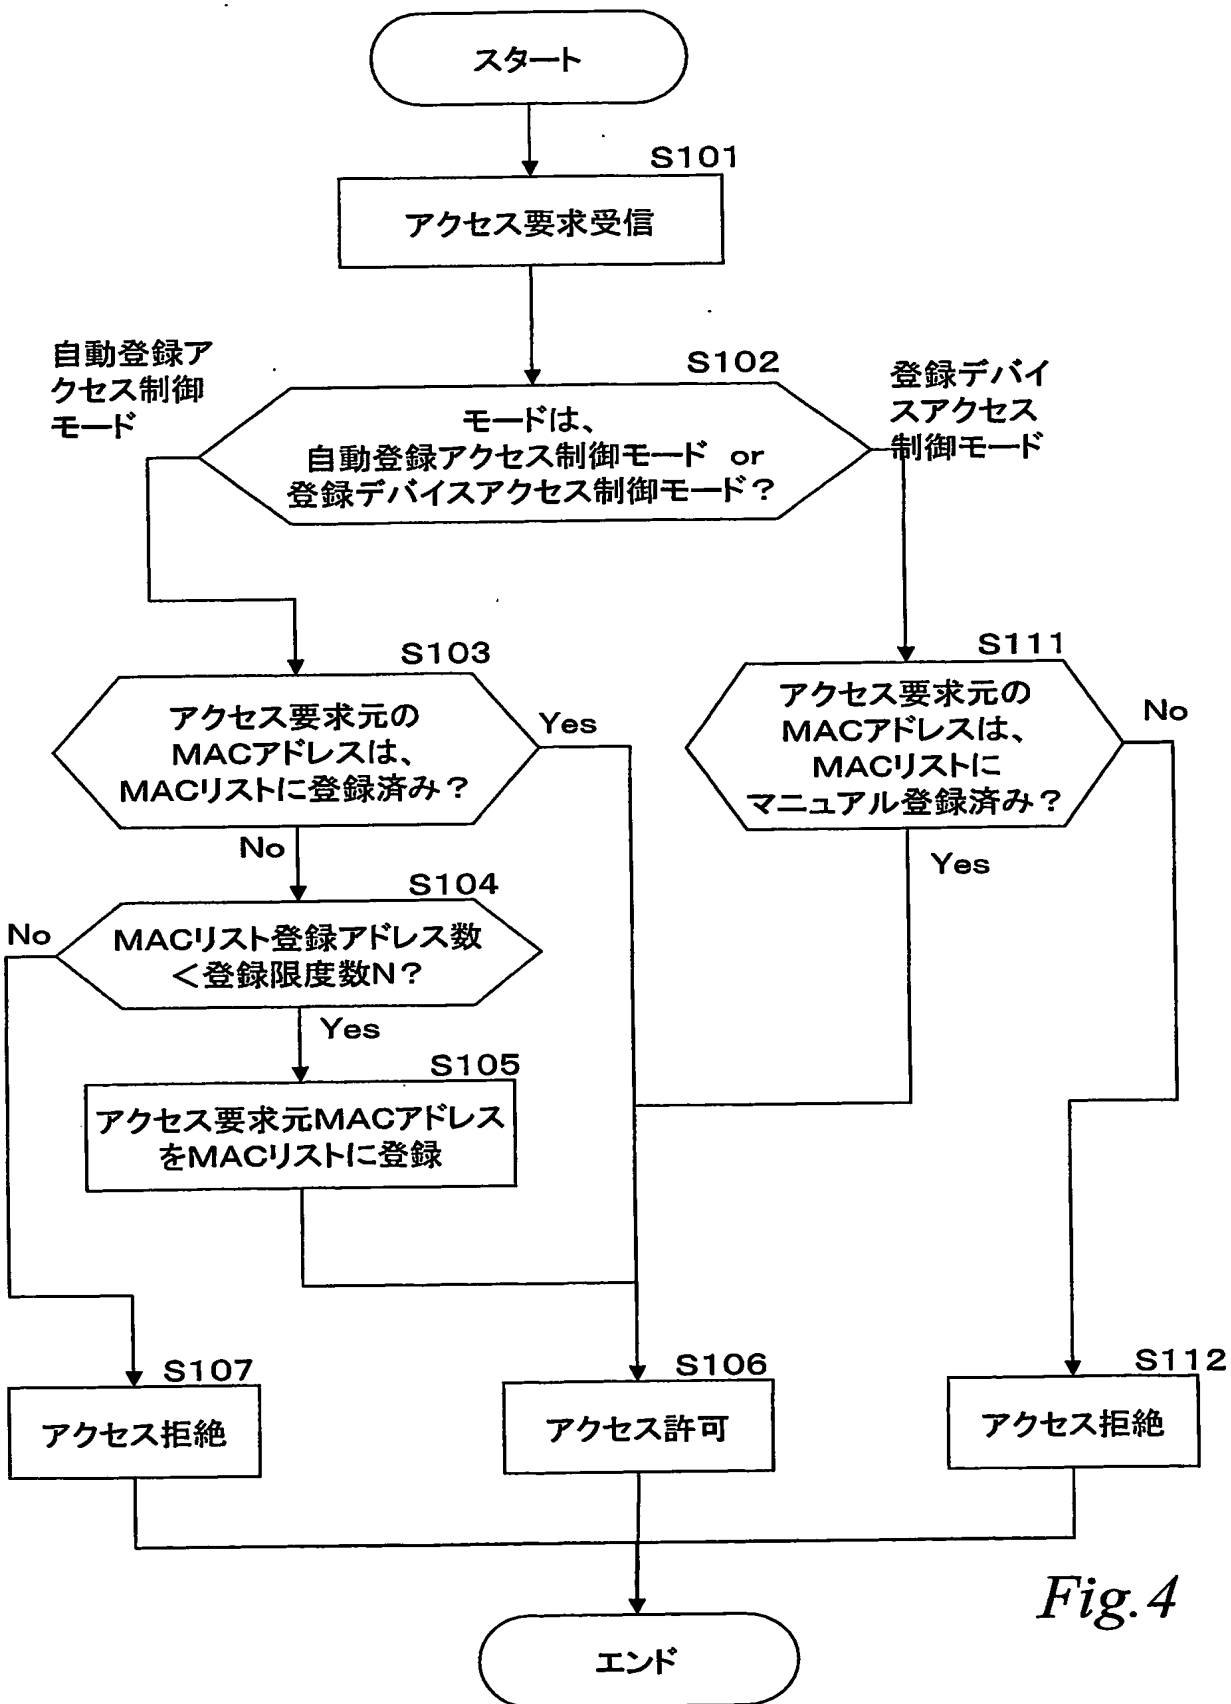 スタート
S101
アクセス要求受信
自動登録ア
クセス制御
モード
S102
モードは、
自動登録アクセス制御モード or
登録デバイスアクセス制御モード？
登録デバイ
スアクセス
制御モード
S103
アクセス要求元の
MACアドレスは、
MACリストに登録済み？
Yes
No
S111
アクセス要求元の
MACアドレスは、
MACリストに
マニュアル登録済み？
No
Yes
S104
No
MACリスト登録アドレス数
＜登録限度数N？
Yes
S105
アクセス要求元MACアドレス
をMACリストに登録
S107
アクセス拒絶
S106
アクセス許可
S112
アクセス拒絶
エンド
Fig.4